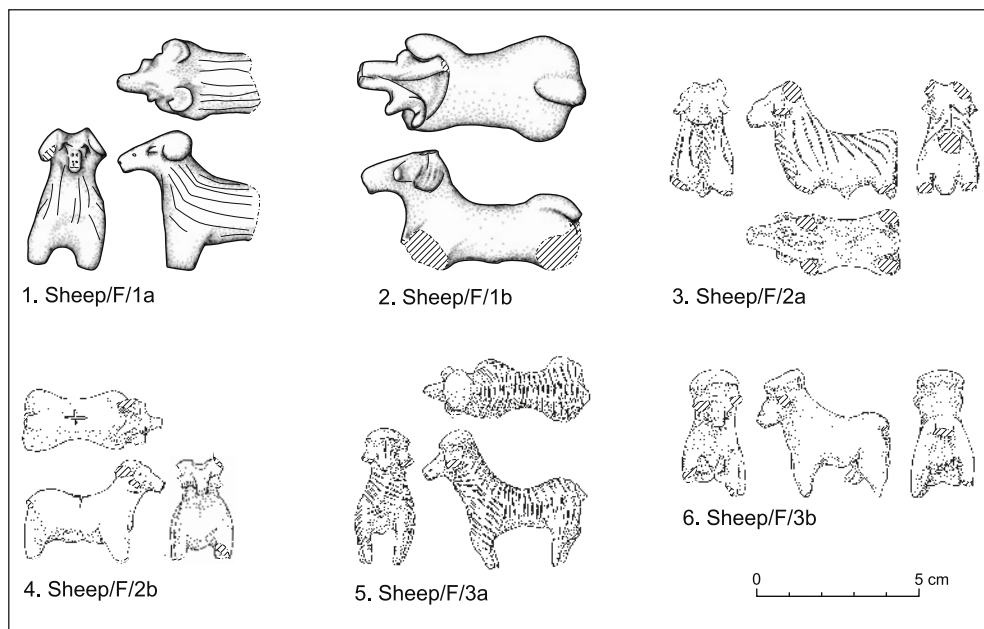 1. Sheep/F/1a
2. Sheep/F/1b
3. Sheep/F/2a
4. Sheep/F/2b
5. Sheep/F/3a
6. Sheep/F/3b
0 5 cm